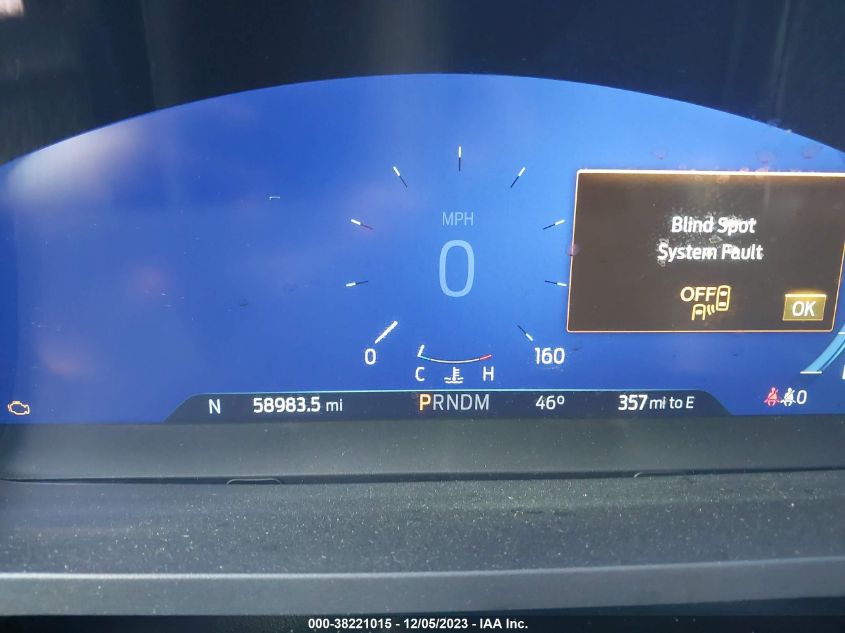 MPH
0
Blind Spot
System Fault
OFF
OK
0
160
C H
N 58983.5 mi PRNDM 46° 357 mi to E 0
000-38221015 - 12/05/2023 - IAA Inc.